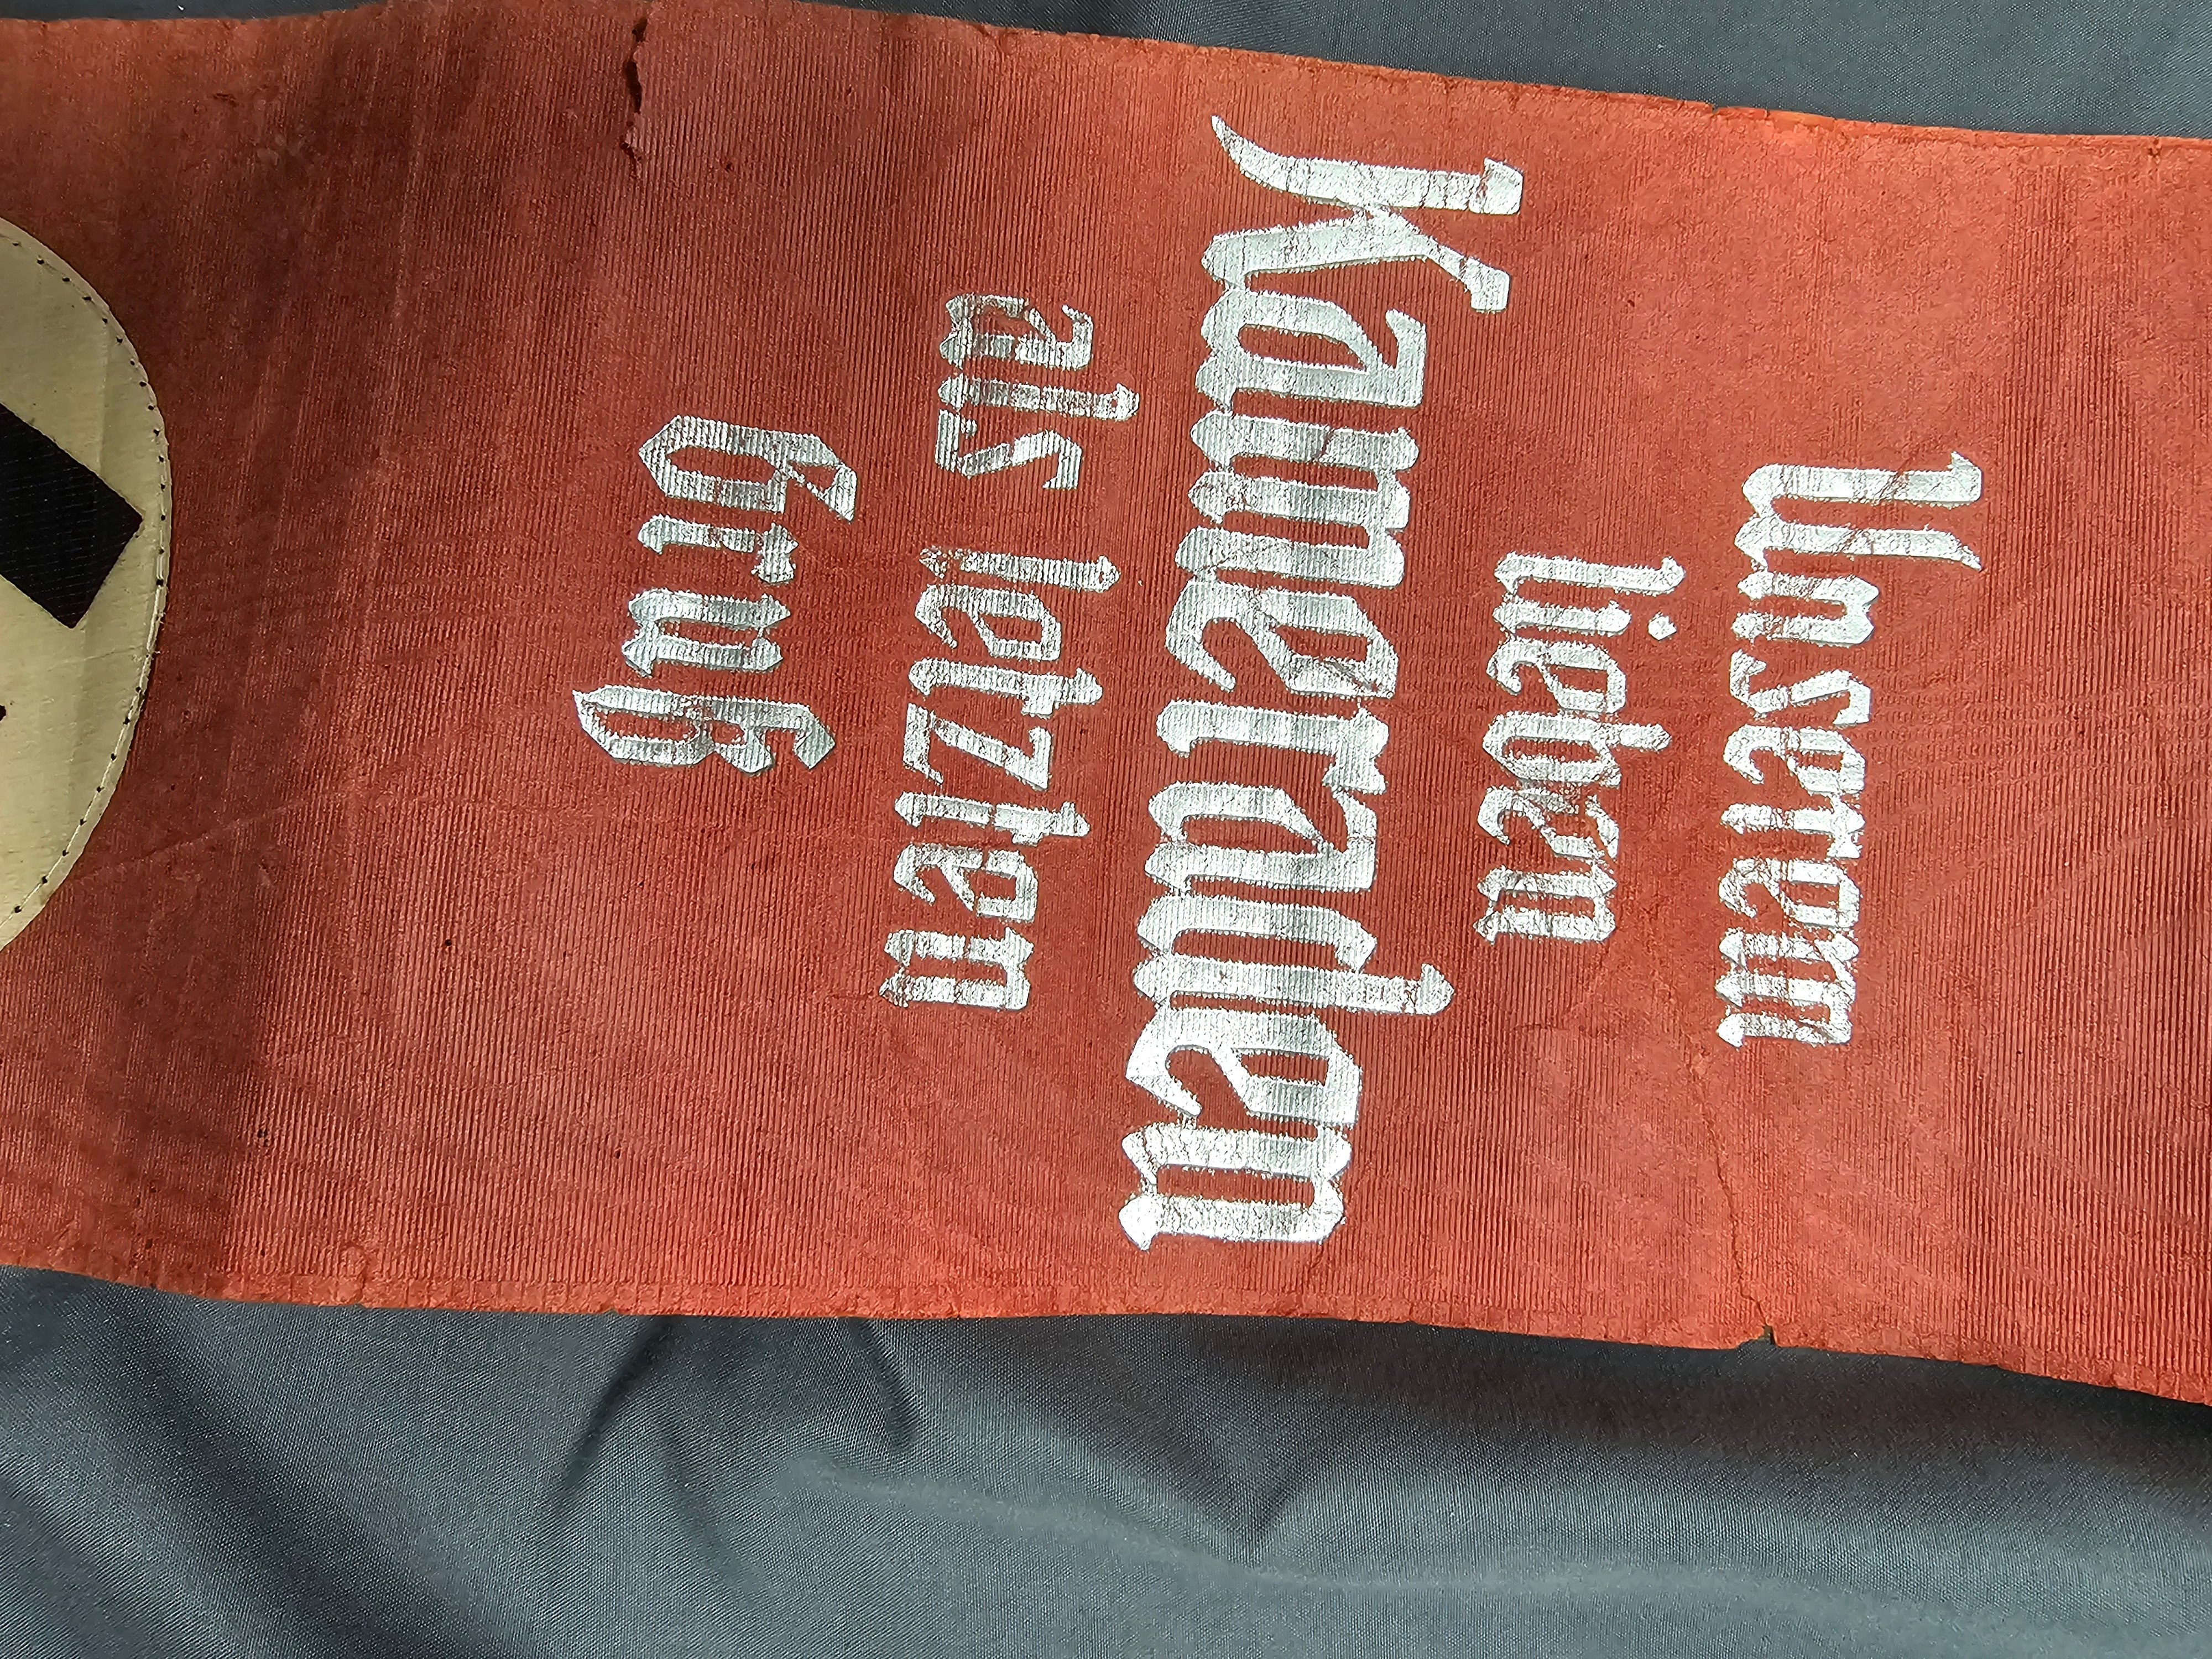 Unserem
lieben
Kameraden
als letzten
Gruß